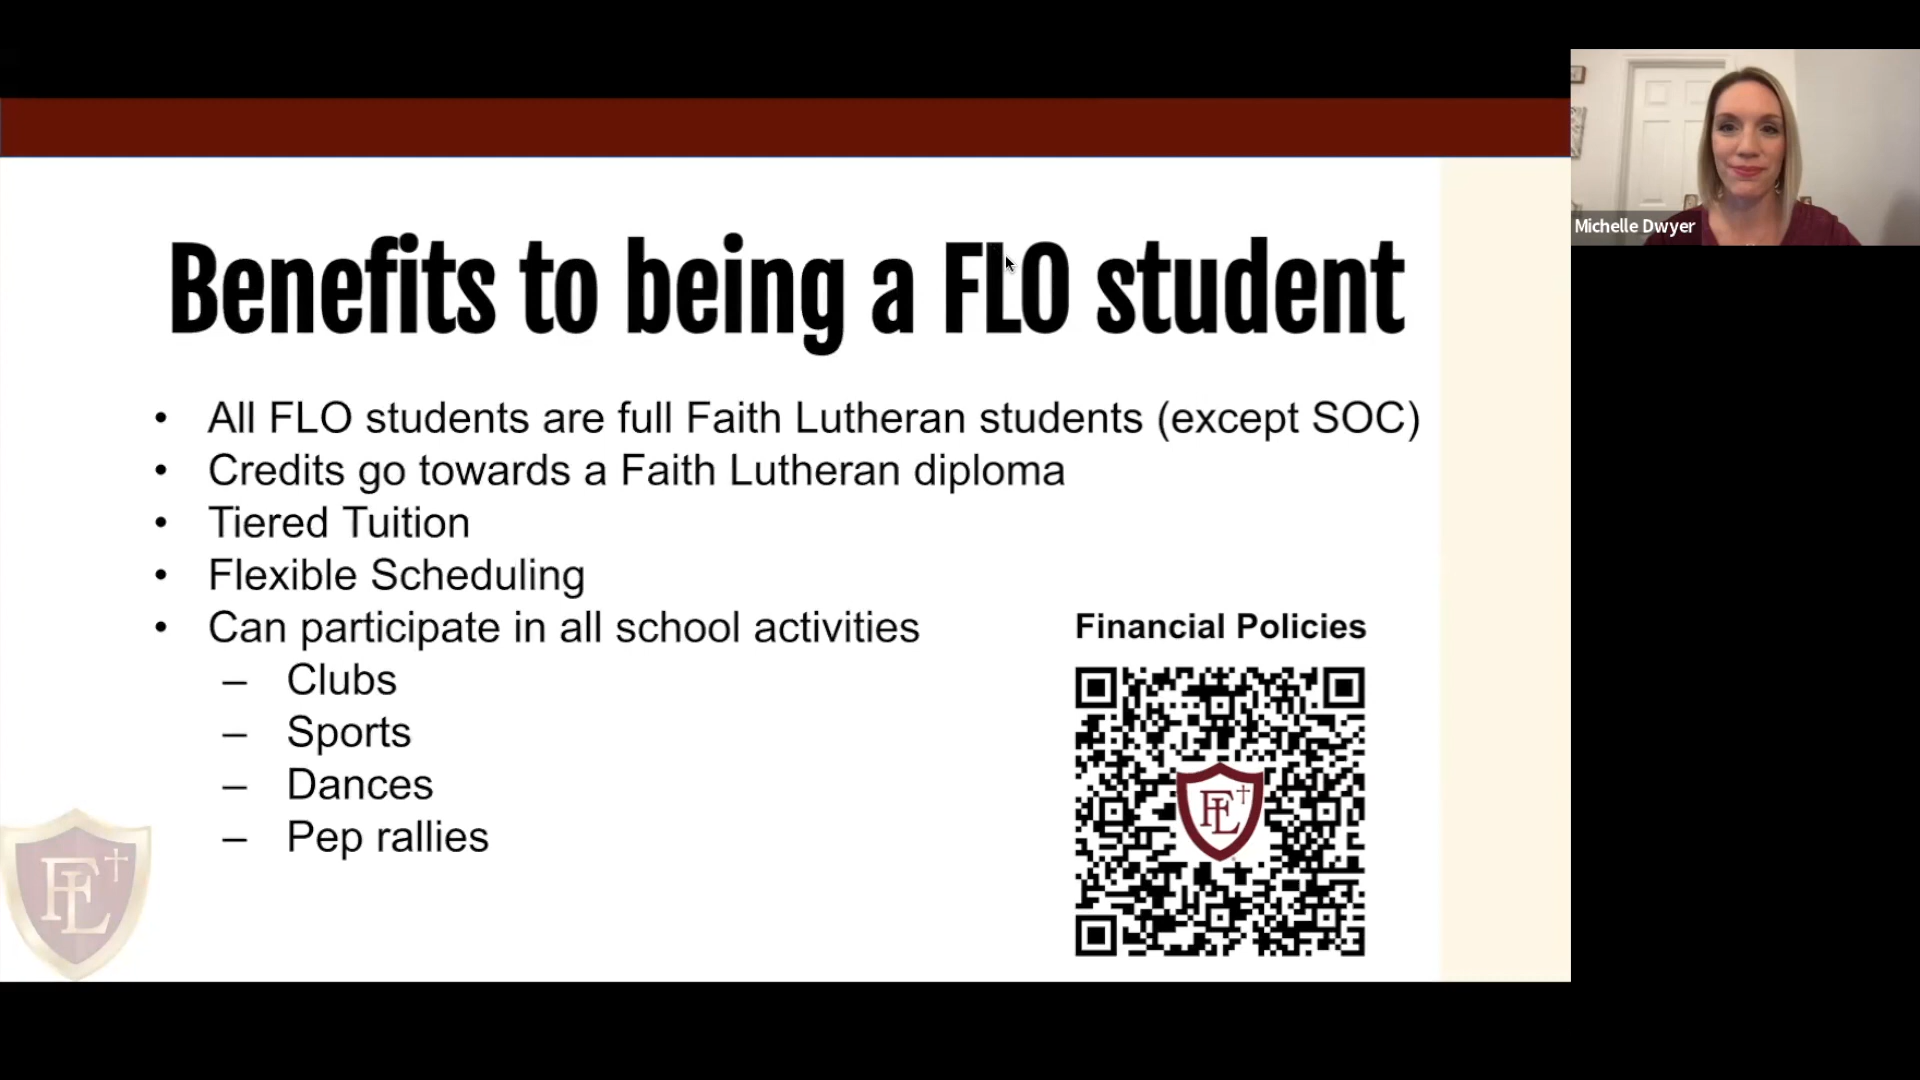 Benefits to being a FLO student
• All FLO students are full Faith Lutheran students (except SOC)
• Credits go towards a Faith Lutheran diploma
• Tiered Tuition
• Flexible Scheduling
• Can participate in all school activities
– Clubs
– Sports
– Dances
– Pep rallies
Financial Policies
FL
FL
Michelle Dwyer